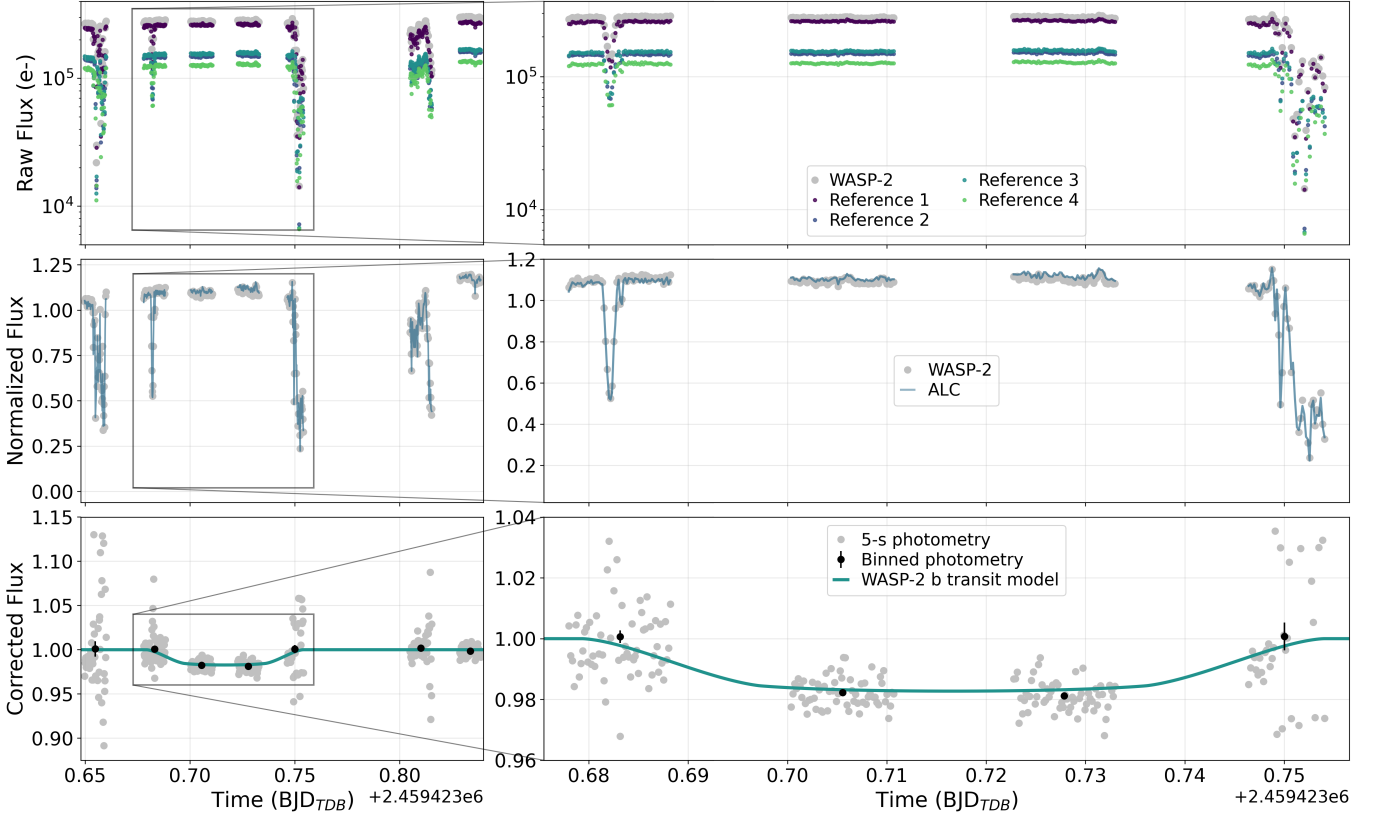 Raw Flux (e-)
10^5
10^4
10^5
10^4
WASP-2
Reference 1
Reference 2
Reference 3
Reference 4
Normalized Flux
1.25
1.00
0.75
0.50
0.25
0.00
1.2
1.0
0.8
0.6
0.4
0.2
WASP-2
ALC
Corrected Flux
1.15
1.10
1.05
1.00
0.95
0.90
1.04
1.02
1.00
0.98
0.96
5-s photometry
Binned photometry
WASP-2 b transit model
0.65 0.70 0.75 0.80
Time (BJD_TDB) +2.459423e6
0.68 0.69 0.70 0.71 0.72 0.73 0.74 0.75
Time (BJD_TDB) +2.459423e6